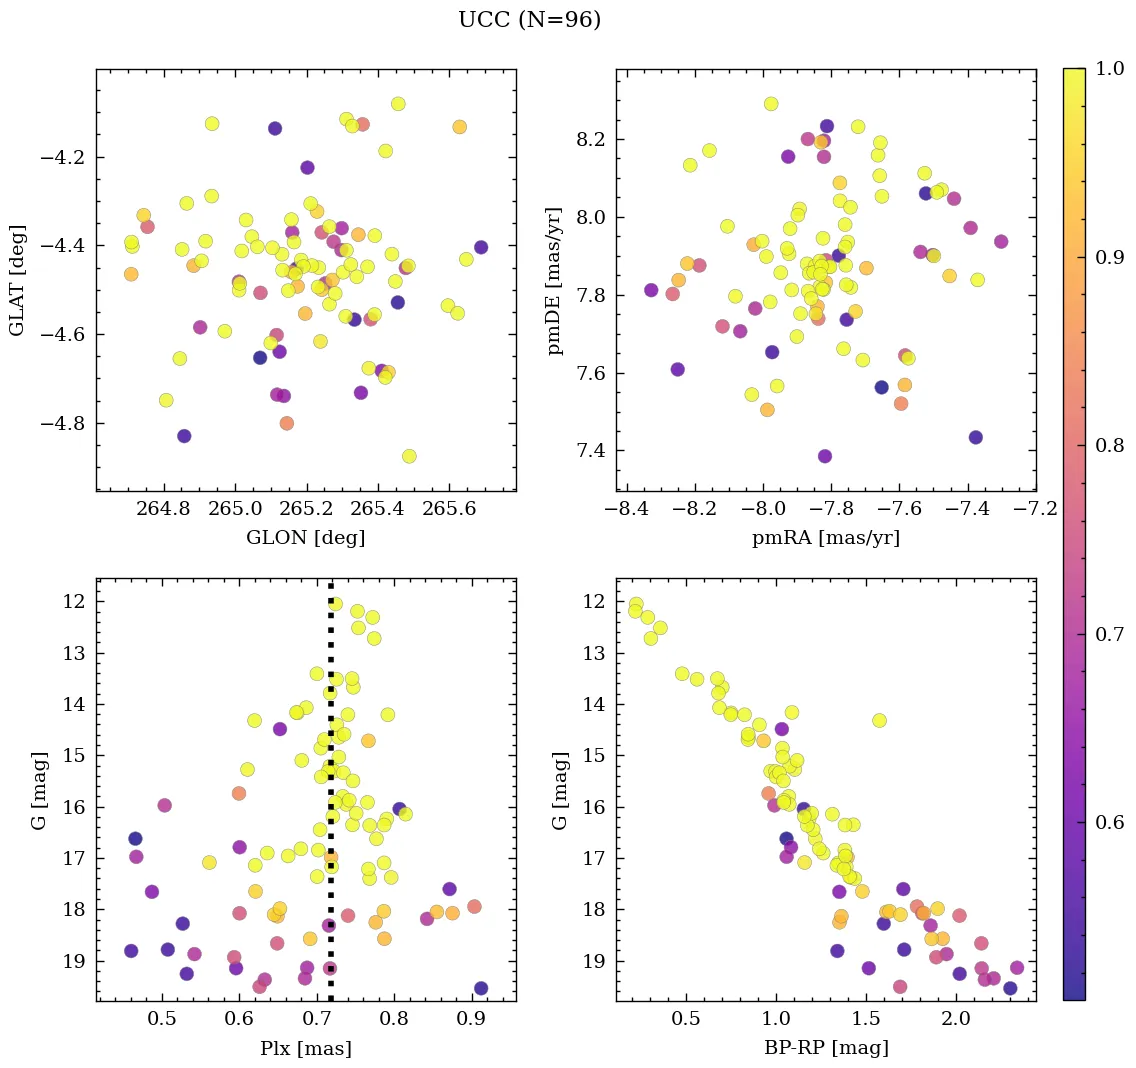 UCC (N=96)
−4.2
−4.4
−4.6
−4.8
GLAT [deg]
264.8 265.0 265.2 265.4 265.6
GLON [deg]
8.2
8.0
7.8
7.6
7.4
pmDE [mas/yr]
−8.4 −8.2 −8.0 −7.8 −7.6 −7.4 −7.2
pmRA [mas/yr]
12
13
14
15
16
17
18
19
G [mag]
0.5 0.6 0.7 0.8 0.9
Plx [mas]
12
13
14
15
16
17
18
19
G [mag]
0.5 1.0 1.5 2.0
BP-RP [mag]
1.0
0.9
0.8
0.7
0.6